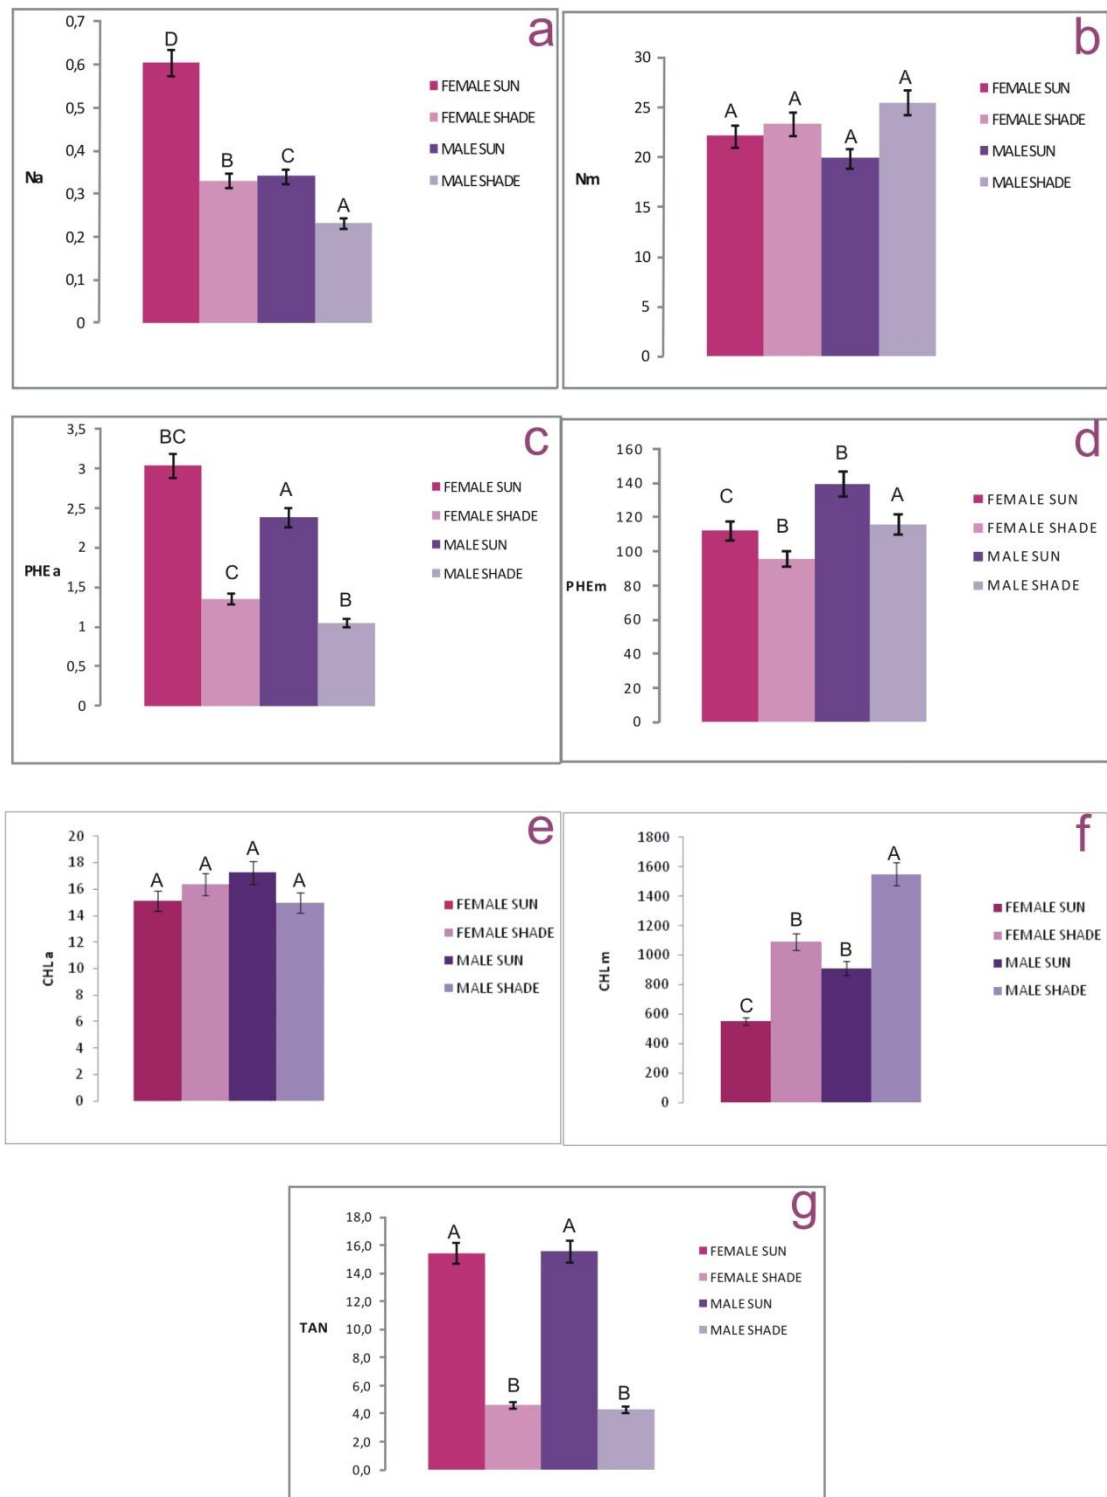 a
0,7
0,6
0,5
0,4
0,3
0,2
0,1
0
Na
D
B
C
A
FEMALE SUN
FEMALE SHADE
MALE SUN
MALE SHADE
b
30
25
20
15
10
5
0
Nm
A
A
A
A
FEMALE SUN
FEMALE SHADE
MALE SUN
MALE SHADE
c
3,5
3
2,5
2
1,5
1
0,5
0
PHE a
BC
C
A
B
FEMALE SUN
FEMALE SHADE
MALE SUN
MALE SHADE
d
160
140
120
100
80
60
40
20
0
PHEm
C
B
B
A
FEMALE SUN
FEMALE SHADE
MALE SUN
MALE SHADE
e
20
18
16
14
12
10
8
6
4
2
0
CHL a
A
A
A
A
FEMALE SUN
FEMALE SHADE
MALE SUN
MALE SHADE
f
1800
1600
1400
1200
1000
800
600
400
200
0
CHL m
C
B
B
A
FEMALE SUN
FEMALE SHADE
MALE SUN
MALE SHADE
g
18,0
16,0
14,0
12,0
10,0
8,0
6,0
4,0
2,0
0,0
TAN
A
B
A
B
FEMALE SUN
FEMALE SHADE
MALE SUN
MALE SHADE